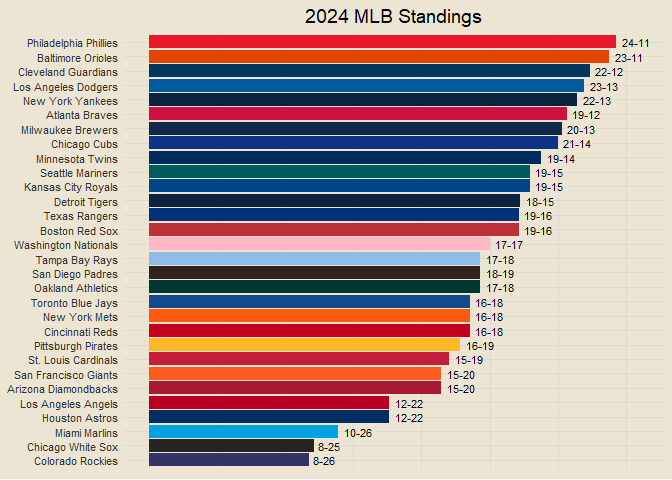 2024 MLB Standings
Philadelphia Phillies 24-11
Baltimore Orioles 23-11
Cleveland Guardians 22-12
Los Angeles Dodgers 23-13
New York Yankees 22-13
Atlanta Braves 19-12
Milwaukee Brewers 20-13
Chicago Cubs 21-14
Minnesota Twins 19-14
Seattle Mariners 19-15
Kansas City Royals 19-15
Detroit Tigers 18-15
Texas Rangers 19-16
Boston Red Sox 19-16
Washington Nationals 17-17
Tampa Bay Rays 17-18
San Diego Padres 18-19
Oakland Athletics 17-18
Toronto Blue Jays 16-18
New York Mets 16-18
Cincinnati Reds 16-18
Pittsburgh Pirates 16-19
St. Louis Cardinals 15-19
San Francisco Giants 15-20
Arizona Diamondbacks 15-20
Los Angeles Angels 12-22
Houston Astros 12-22
Miami Marlins 10-26
Chicago White Sox 8-25
Colorado Rockies 8-26